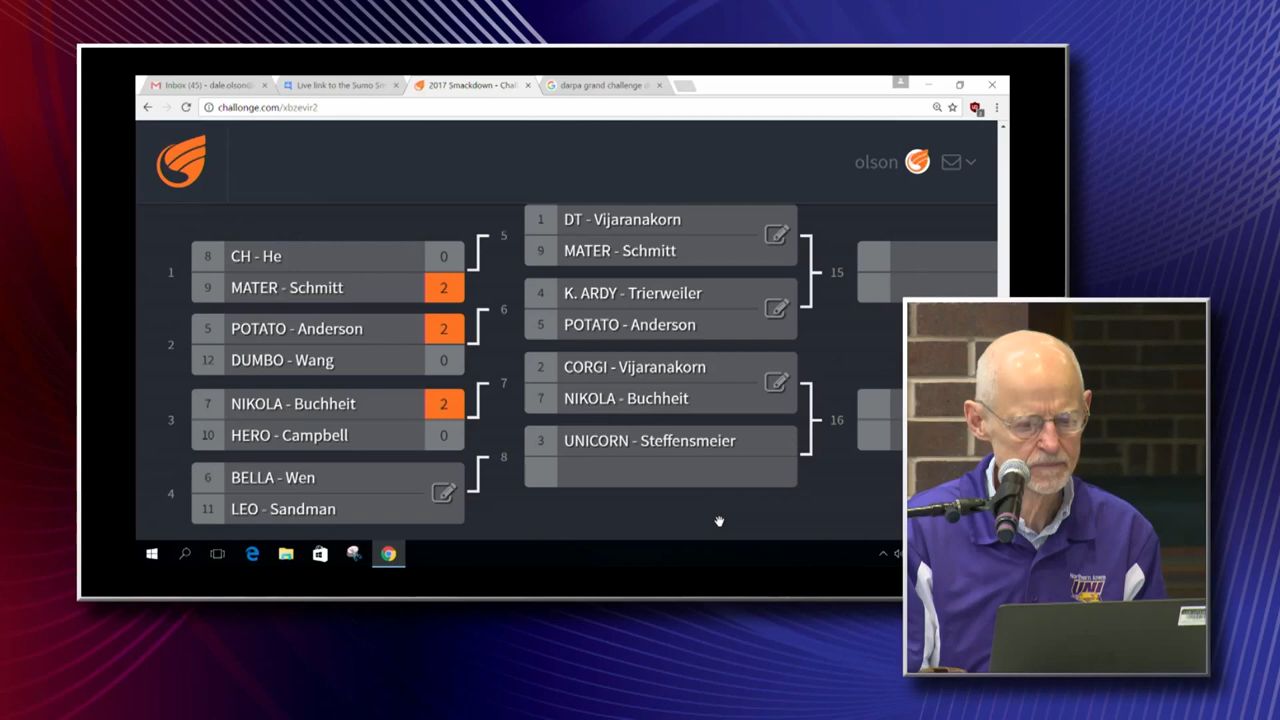 Inbox (45) - dale.olson@
Live link to the Sumo Sm
2017 Smackdown - Chal
darpa grand challenge d
challonge.com/xbzevir2
olson
1
8 CH - He 0
9 MATER - Schmitt 2
2
5 POTATO - Anderson 2
12 DUMBO - Wang 0
3
7 NIKOLA - Buchheit 2
10 HERO - Campbell 0
4
6 BELLA - Wen
11 LEO - Sandman
5
1 DT - Vijaranakorn
9 MATER - Schmitt
6
4 K. ARDY - Trierweiler
5 POTATO - Anderson
7
2 CORGI - Vijaranakorn
7 NIKOLA - Buchheit
8
3 UNICORN - Steffensmeier
15
16
Northern Iowa
UNI